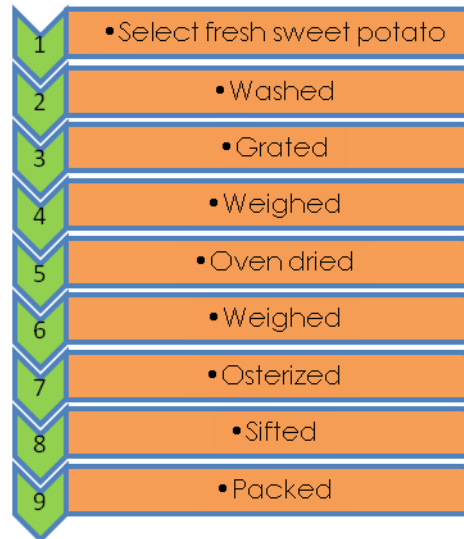 1 •Select fresh sweet potato
2 •Washed
3 •Grated
4 •Weighed
5 •Oven dried
6 •Weighed
7 •Osterized
8 •Sifted
9 •Packed